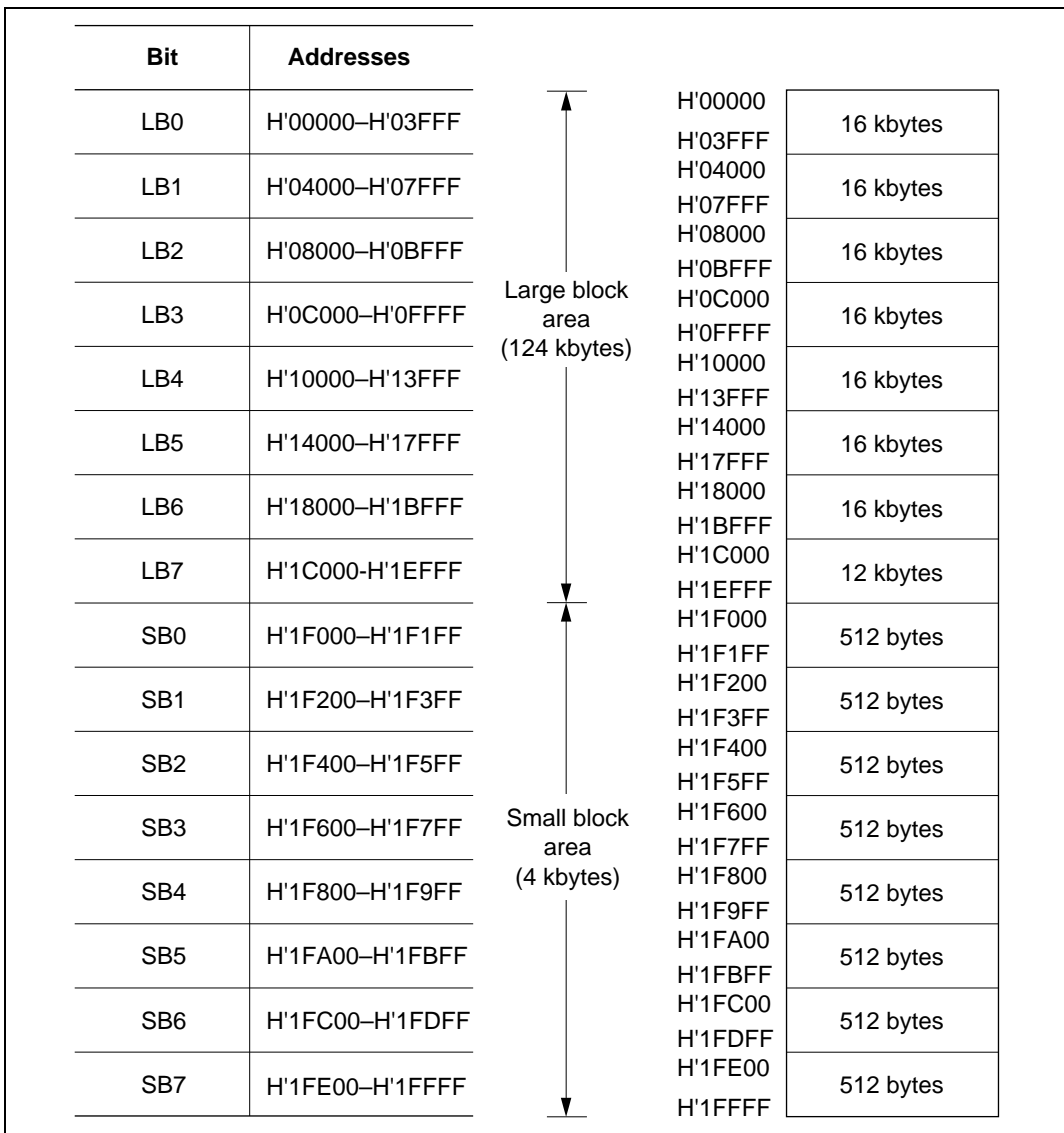 Bit Addresses
LB0 H'00000–H'03FFF
LB1 H'04000–H'07FFF
LB2 H'08000–H'0BFFF
LB3 H'0C000–H'0FFFF
LB4 H'10000–H'13FFF
LB5 H'14000–H'17FFF
LB6 H'18000–H'1BFFF
LB7 H'1C000-H'1EFFF
SB0 H'1F000–H'1F1FF
SB1 H'1F200–H'1F3FF
SB2 H'1F400–H'1F5FF
SB3 H'1F600–H'1F7FF
SB4 H'1F800–H'1F9FF
SB5 H'1FA00–H'1FBFF
SB6 H'1FC00–H'1FDFF
SB7 H'1FE00–H'1FFFF
Large block
area
(124 kbytes)
Small block
area
(4 kbytes)
H'00000
16 kbytes
H'03FFF
H'04000
16 kbytes
H'07FFF
H'08000
16 kbytes
H'0BFFF
H'0C000
16 kbytes
H'0FFFF
H'10000
16 kbytes
H'13FFF
H'14000
16 kbytes
H'17FFF
H'18000
16 kbytes
H'1BFFF
H'1C000
12 kbytes
H'1EFFF
H'1F000
512 bytes
H'1F1FF
H'1F200
512 bytes
H'1F3FF
H'1F400
512 bytes
H'1F5FF
H'1F600
512 bytes
H'1F7FF
H'1F800
512 bytes
H'1F9FF
H'1FA00
512 bytes
H'1FBFF
H'1FC00
512 bytes
H'1FDFF
H'1FE00
512 bytes
H'1FFFF